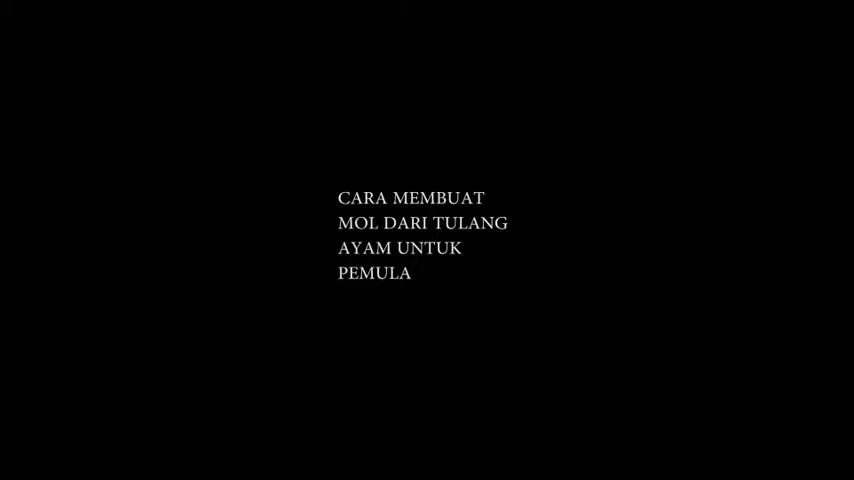 CARA MEMBUAT
MOL DARI TULANG
AYAM UNTUK
PEMULA